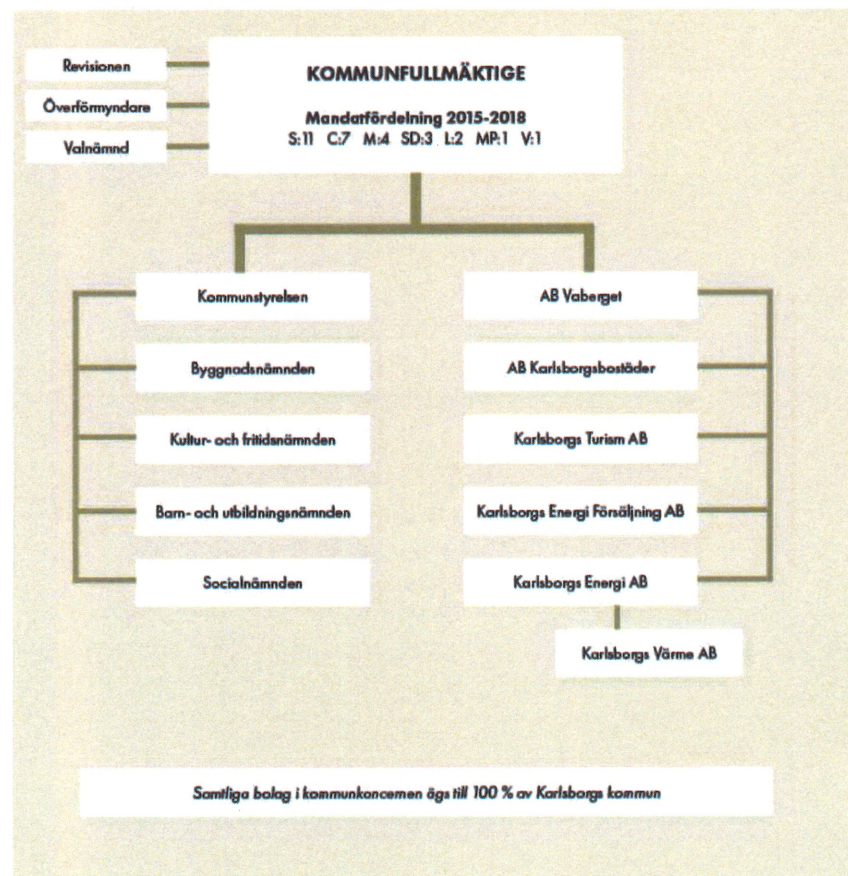 Revisionen
Överförmyndare
Valnämnd
KOMMUNFULLMÄKTIGE
Mandatfördelning 2015-2018
S:11 C:7 M:4 SD:3 L:2 MP:1 V:1
Kommunstyrelsen
Byggnadsnämnden
Kultur- och fritidsnämnden
Barn- och utbildningsnämnden
Socialnämnden
AB Vaberget
AB Karlsborgsbostäder
Karlsborgs Turism AB
Karlsborgs Energi Försäljning AB
Karlsborgs Energi AB
Karlsborgs Värme AB
Samtliga bolag i kommunkoncernen ägs till 100 % av Karlsborgs kommun